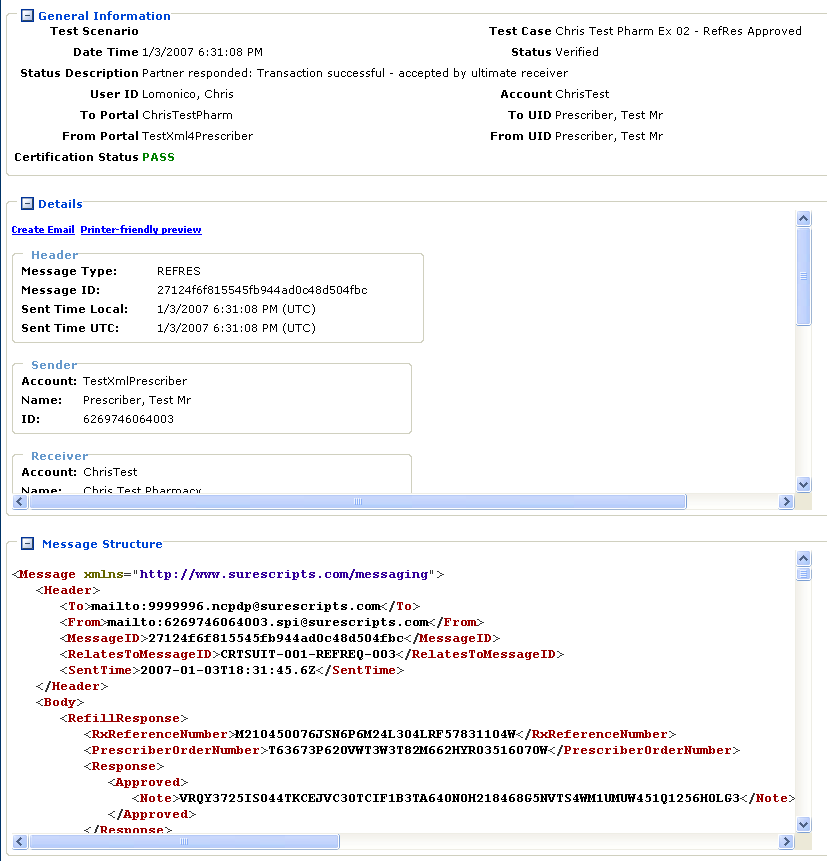 General Information
Test Scenario Test Case Chris Test Pharm Ex 02 - RefRes Approved
Date Time 1/3/2007 6:31:08 PM Status Verified
Status Description Partner responded: Transaction successful - accepted by ultimate receiver
User ID Lomonico, Chris Account ChrisTest
To Portal ChrisTestPharm To UID Prescriber, Test Mr
From Portal TestXml4Prescriber From UID Prescriber, Test Mr
Certification Status PASS
Details
Create Email Printer-friendly preview
Header
Message Type: REFRES
Message ID: 27124f6f815545fb944ad0c48d504fbc
Sent Time Local: 1/3/2007 6:31:08 PM (UTC)
Sent Time UTC: 1/3/2007 6:31:08 PM (UTC)
Sender
Account: TestXmlPrescriber
Name: Prescriber, Test Mr
ID: 6269746064003
Receiver
Account: ChrisTest
Name: Chris Test Pharmacy
Message Structure
<Message xmlns="http://www.surescripts.com/messaging">
<Header>
<To>mailto:9999996.ncpdp@surescripts.com</To>
<From>mailto:6269746064003.spi@surescripts.com</From>
<MessageID>27124f6f815545fb944ad0c48d504fbc</MessageID>
<RelatesToMessageID>CRTSUIT-001-REFREQ-003</RelatesToMessageID>
<SentTime>2007-01-03T18:31:45.6Z</SentTime>
</Header>
<Body>
<RefillResponse>
<RxReferenceNumber>M210450076JSN6P6M24L304LRF57831104W</RxReferenceNumber>
<PrescriberOrderNumber>T63673P620VWT3W3T82M662HYR03516070W</PrescriberOrderNumber>
<Response>
<Approved>
<Note>VRQY3725IS044TKCEJVC30TCIF1B3TA640N0H218468G5NVTS4WM1UMUW451Q1256H0LG3</Note>
</Approved>
</Response>